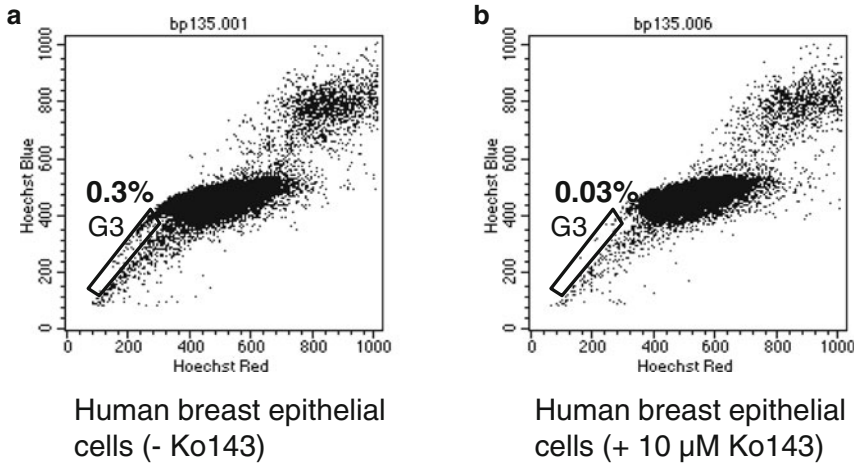 a
bp135.001
1000
800
600
400
200
0
Hoechst Blue
0.3%
G3
0 200 400 600 800 1000
Hoechst Red
Human breast epithelial
cells (- Ko143)
b
bp135.006
1000
800
600
400
200
0
Hoechst Blue
0.03%
G3
0 200 400 600 800 1000
Hoechst Red
Human breast epithelial
cells (+ 10 µM Ko143)